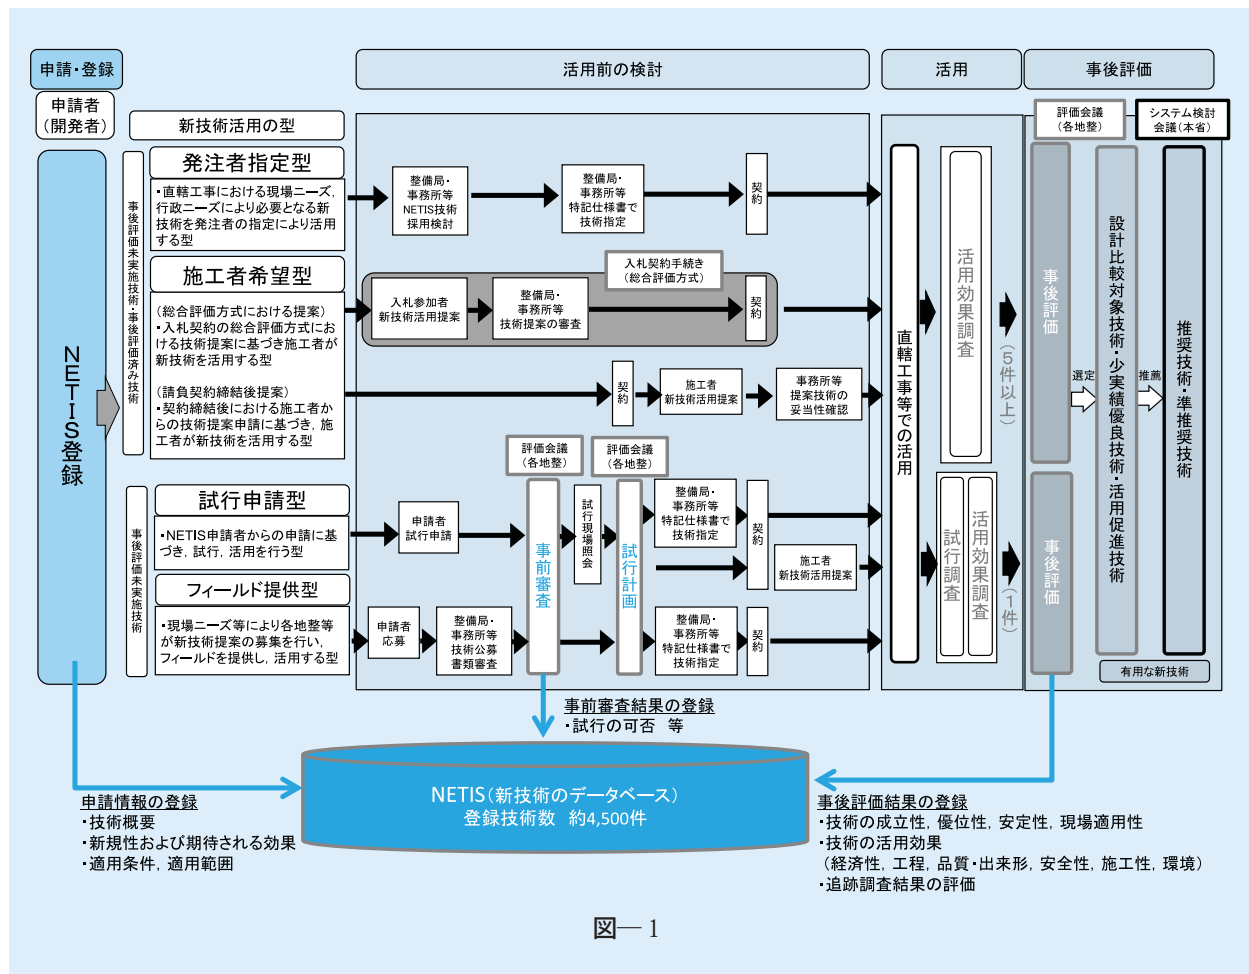 申請・登録
活用前の検討
活用
事後評価
申請者
(開発者)
新技術活用の型
評価会議
(各地整)
システム検討
会議(本省)
NETIS登録
事後評価未実施技術・事後評価済み技術
発注者指定型
・直轄工事における現場ニーズ,
行政ニーズにより必要となる新
技術を発注者の指定により活用
する型
整備局・
事務所等
NETIS技術
採用検討
整備局・
事務所等
特記仕様書で
技術指定
契約
施工者希望型
(総合評価方式における提案)
・入札契約の総合評価方式にお
ける技術提案に基づき施工者が
新技術を活用する型
(請負契約締結後提案)
・契約締結後における施工者か
らの技術提案申請に基づき, 施
工者が新技術を活用する型
入札契約手続き
(総合評価方式)
入札参加者
新技術活用提案
整備局・
事務所等
技術提案の審査
契約
契約
施工者
新技術活用提案
事務所等
提案技術の
妥当性確認
事後評価未実施技術
試行申請型
・NETIS申請者からの申請に基
づき, 試行, 活用を行う型
フィールド提供型
・現場ニーズ等により各地整等
が新技術提案の募集を行い,
フィールドを提供し, 活用する型
申請者
試行申請
申請者
応募
整備局・
事務所等
技術公募
書類審査
評価会議
(各地整)
事前審査
試行現場照会
評価会議
(各地整)
試行計画
整備局・
事務所等
特記仕様書で
技術指定
契約
施工者
新技術活用提案
整備局・
事務所等
特記仕様書で
技術指定
契約
直轄工事等での活用
活用効果調査
(5件以上)
試行調査
活用効果調査
(1件)
事後評価
事後評価
選定
設計比較対象技術・少実績優良技術・活用促進技術
推薦
推奨技術・準推奨技術
有用な新技術
事前審査結果の登録
・試行の可否 等
NETIS(新技術のデータベース)
登録技術数 約4,500件
申請情報の登録
・技術概要
・新規性および期待される効果
・適用条件, 適用範囲
事後評価結果の登録
・技術の成立性, 優位性, 安定性, 現場適用性
・技術の活用効果
(経済性, 工程, 品質・出来形, 安全性, 施工性, 環境)
・追跡調査結果の評価
図―1